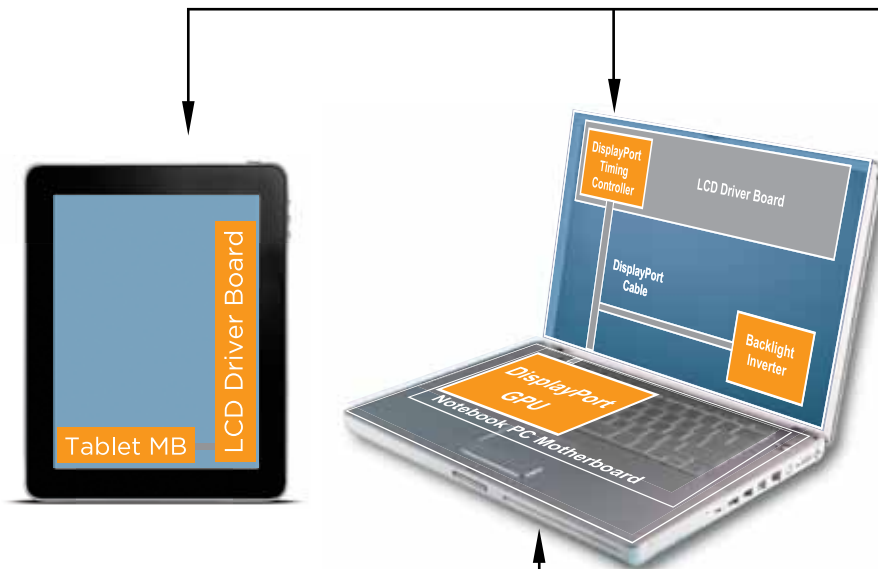 Tablet MB
LCD Driver Board
DisplayPort
Timing
Controller
LCD Driver Board
DisplayPort
Cable
Backlight
Inverter
DisplayPort
GPU
Notebook PC Motherboard